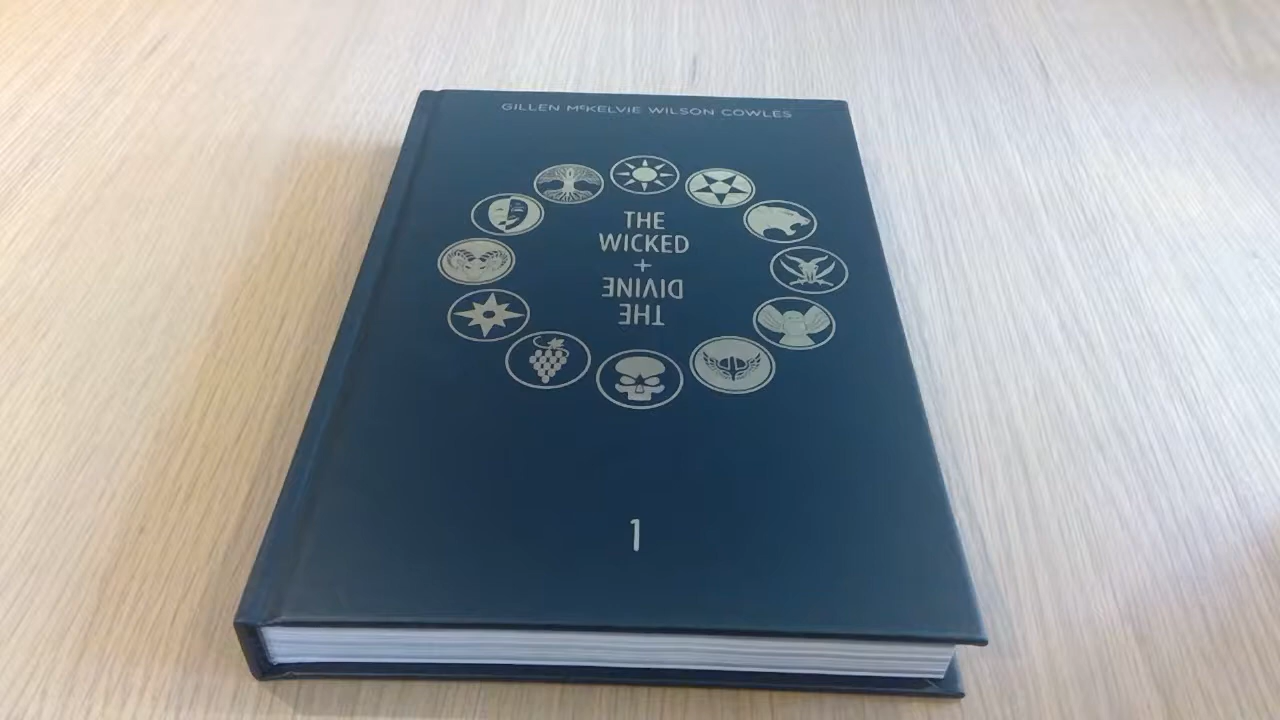 GILLEN McKELVIE WILSON COWLES
THE
WICKED
+
DIVINE
THE
1